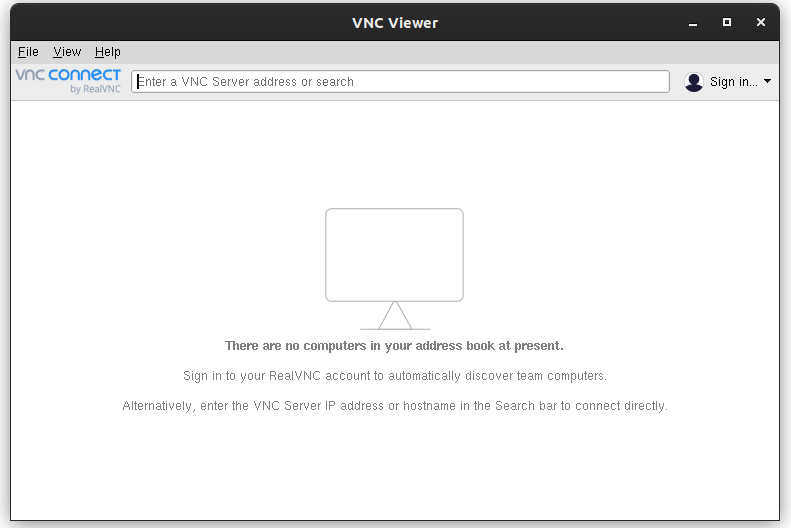 VNC Viewer
File View Help
vnc connect
by RealVNC
Enter a VNC Server address or search
Sign in...
There are no computers in your address book at present.
Sign in to your RealVNC account to automatically discover team computers.
Alternatively, enter the VNC Server IP address or hostname in the Search bar to connect directly.